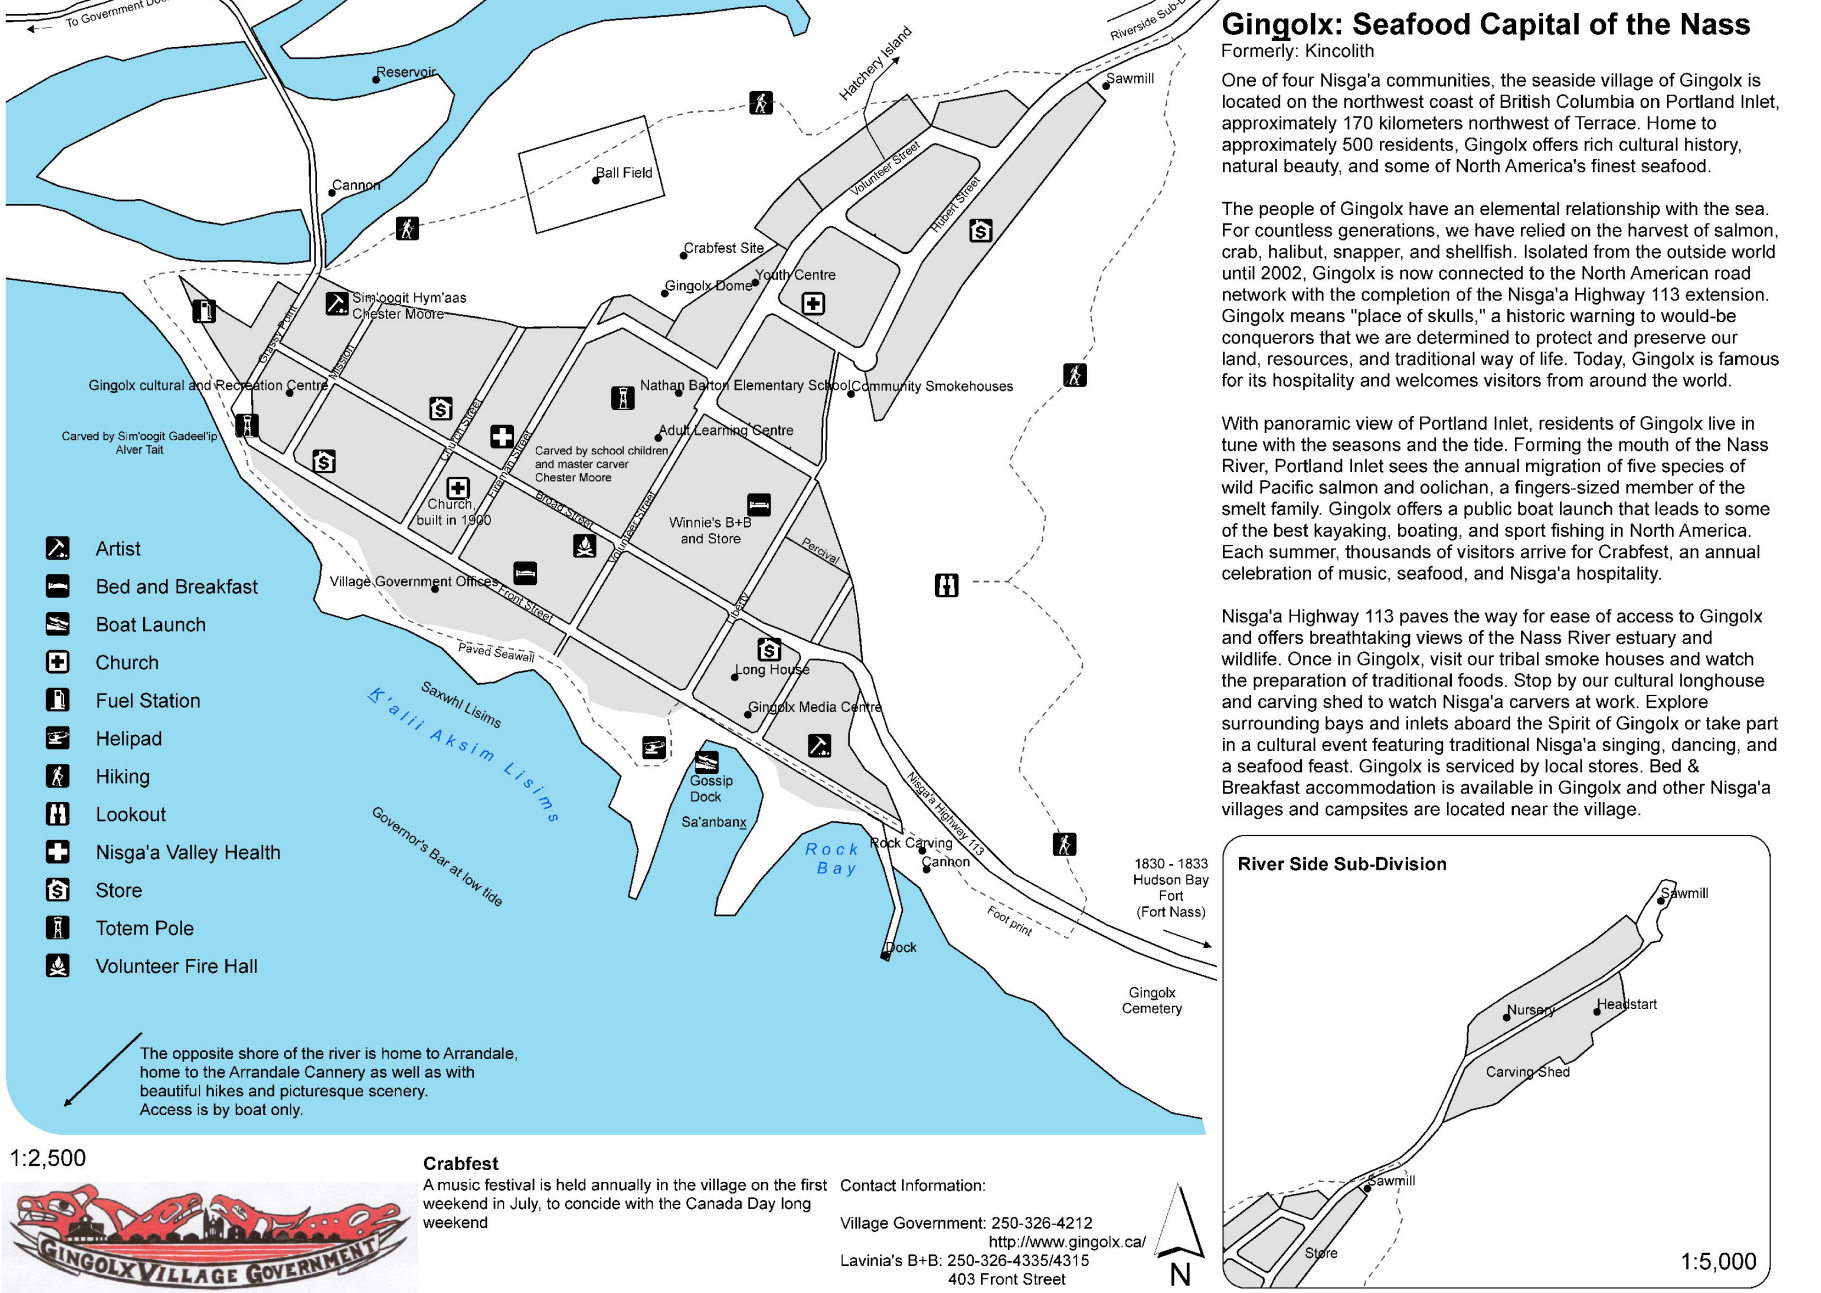 To Government Dock
Reservoir
Cannon
Ball Field
Hatchery Island
Riverside Sub-D
Sawmill
Volunteer Street
Hubert Street
Crabfest Site
Gingolx Dome
Youth Centre
Sim'oogit Hym'aas
Chester Moore
Grassy Point
Mission
Gingolx cultural and Recreation Centre
Nathan Barton Elementary School
Community Smokehouses
Carved by Sim'oogit Gadeel'ip
Alver Tait
Church Street
Fireman Street
Adult Learning Centre
Carved by school children
and master carver
Chester Moore
Church,
built in 1900
Broad Street
Volunteer Street
Winnie's B+B
and Store
Percival
Village Government Offices
Front Street
Paved Seawall
Long House
Gingolx Media Centre
Saxwhl Lisims
K'alii Aksim Lisims
Governor's Bar at low tide
Gossip
Dock
Sa'anbanx
Rock
Bay
Nisga'a Highway 113
Rock Carving
Cannon
Foot print
Dock
1830 - 1833
Hudson Bay
Fort
(Fort Nass)
Gingolx
Cemetery
Artist
Bed and Breakfast
Boat Launch
Church
Fuel Station
Helipad
Hiking
Lookout
Nisga'a Valley Health
Store
Totem Pole
Volunteer Fire Hall
The opposite shore of the river is home to Arrandale,
home to the Arrandale Cannery as well as with
beautiful hikes and picturesque scenery.
Access is by boat only.
1:2,500
GINGOLX VILLAGE GOVERNMENT
Crabfest
A music festival is held annually in the village on the first
weekend in July, to concide with the Canada Day long
weekend
Contact Information:
Village Government: 250-326-4212
http://www.gingolx.ca/
Lavinia's B+B: 250-326-4335/4315
403 Front Street
N
Gingolx: Seafood Capital of the Nass
Formerly: Kincolith
One of four Nisga'a communities, the seaside village of Gingolx is
located on the northwest coast of British Columbia on Portland Inlet,
approximately 170 kilometers northwest of Terrace. Home to
approximately 500 residents, Gingolx offers rich cultural history,
natural beauty, and some of North America's finest seafood.
The people of Gingolx have an elemental relationship with the sea.
For countless generations, we have relied on the harvest of salmon,
crab, halibut, snapper, and shellfish. Isolated from the outside world
until 2002, Gingolx is now connected to the North American road
network with the completion of the Nisga'a Highway 113 extension.
Gingolx means "place of skulls," a historic warning to would-be
conquerors that we are determined to protect and preserve our
land, resources, and traditional way of life. Today, Gingolx is famous
for its hospitality and welcomes visitors from around the world.
With panoramic view of Portland Inlet, residents of Gingolx live in
tune with the seasons and the tide. Forming the mouth of the Nass
River, Portland Inlet sees the annual migration of five species of
wild Pacific salmon and oolichan, a fingers-sized member of the
smelt family. Gingolx offers a public boat launch that leads to some
of the best kayaking, boating, and sport fishing in North America.
Each summer, thousands of visitors arrive for Crabfest, an annual
celebration of music, seafood, and Nisga'a hospitality.
Nisga'a Highway 113 paves the way for ease of access to Gingolx
and offers breathtaking views of the Nass River estuary and
wildlife. Once in Gingolx, visit our tribal smoke houses and watch
the preparation of traditional foods. Stop by our cultural longhouse
and carving shed to watch Nisga'a carvers at work. Explore
surrounding bays and inlets aboard the Spirit of Gingolx or take part
in a cultural event featuring traditional Nisga'a singing, dancing, and
a seafood feast. Gingolx is serviced by local stores. Bed &
Breakfast accommodation is available in Gingolx and other Nisga'a
villages and campsites are located near the village.
River Side Sub-Division
Sawmill
Nursery
Headstart
Carving Shed
Sawmill
Store
1:5,000